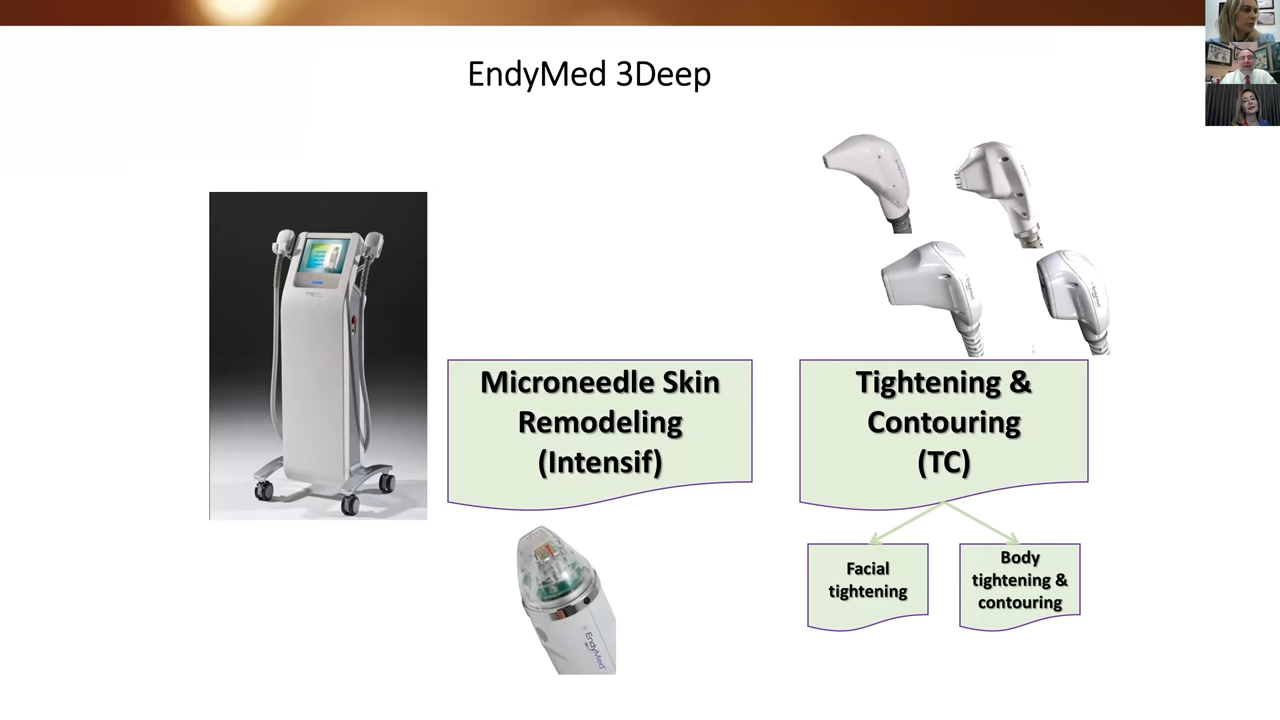 EndyMed 3Deep
Microneedle Skin
Remodeling
(Intensif)
Tightening &
Contouring
(TC)
Facial
tightening
Body
tightening &
contouring
EndyMed